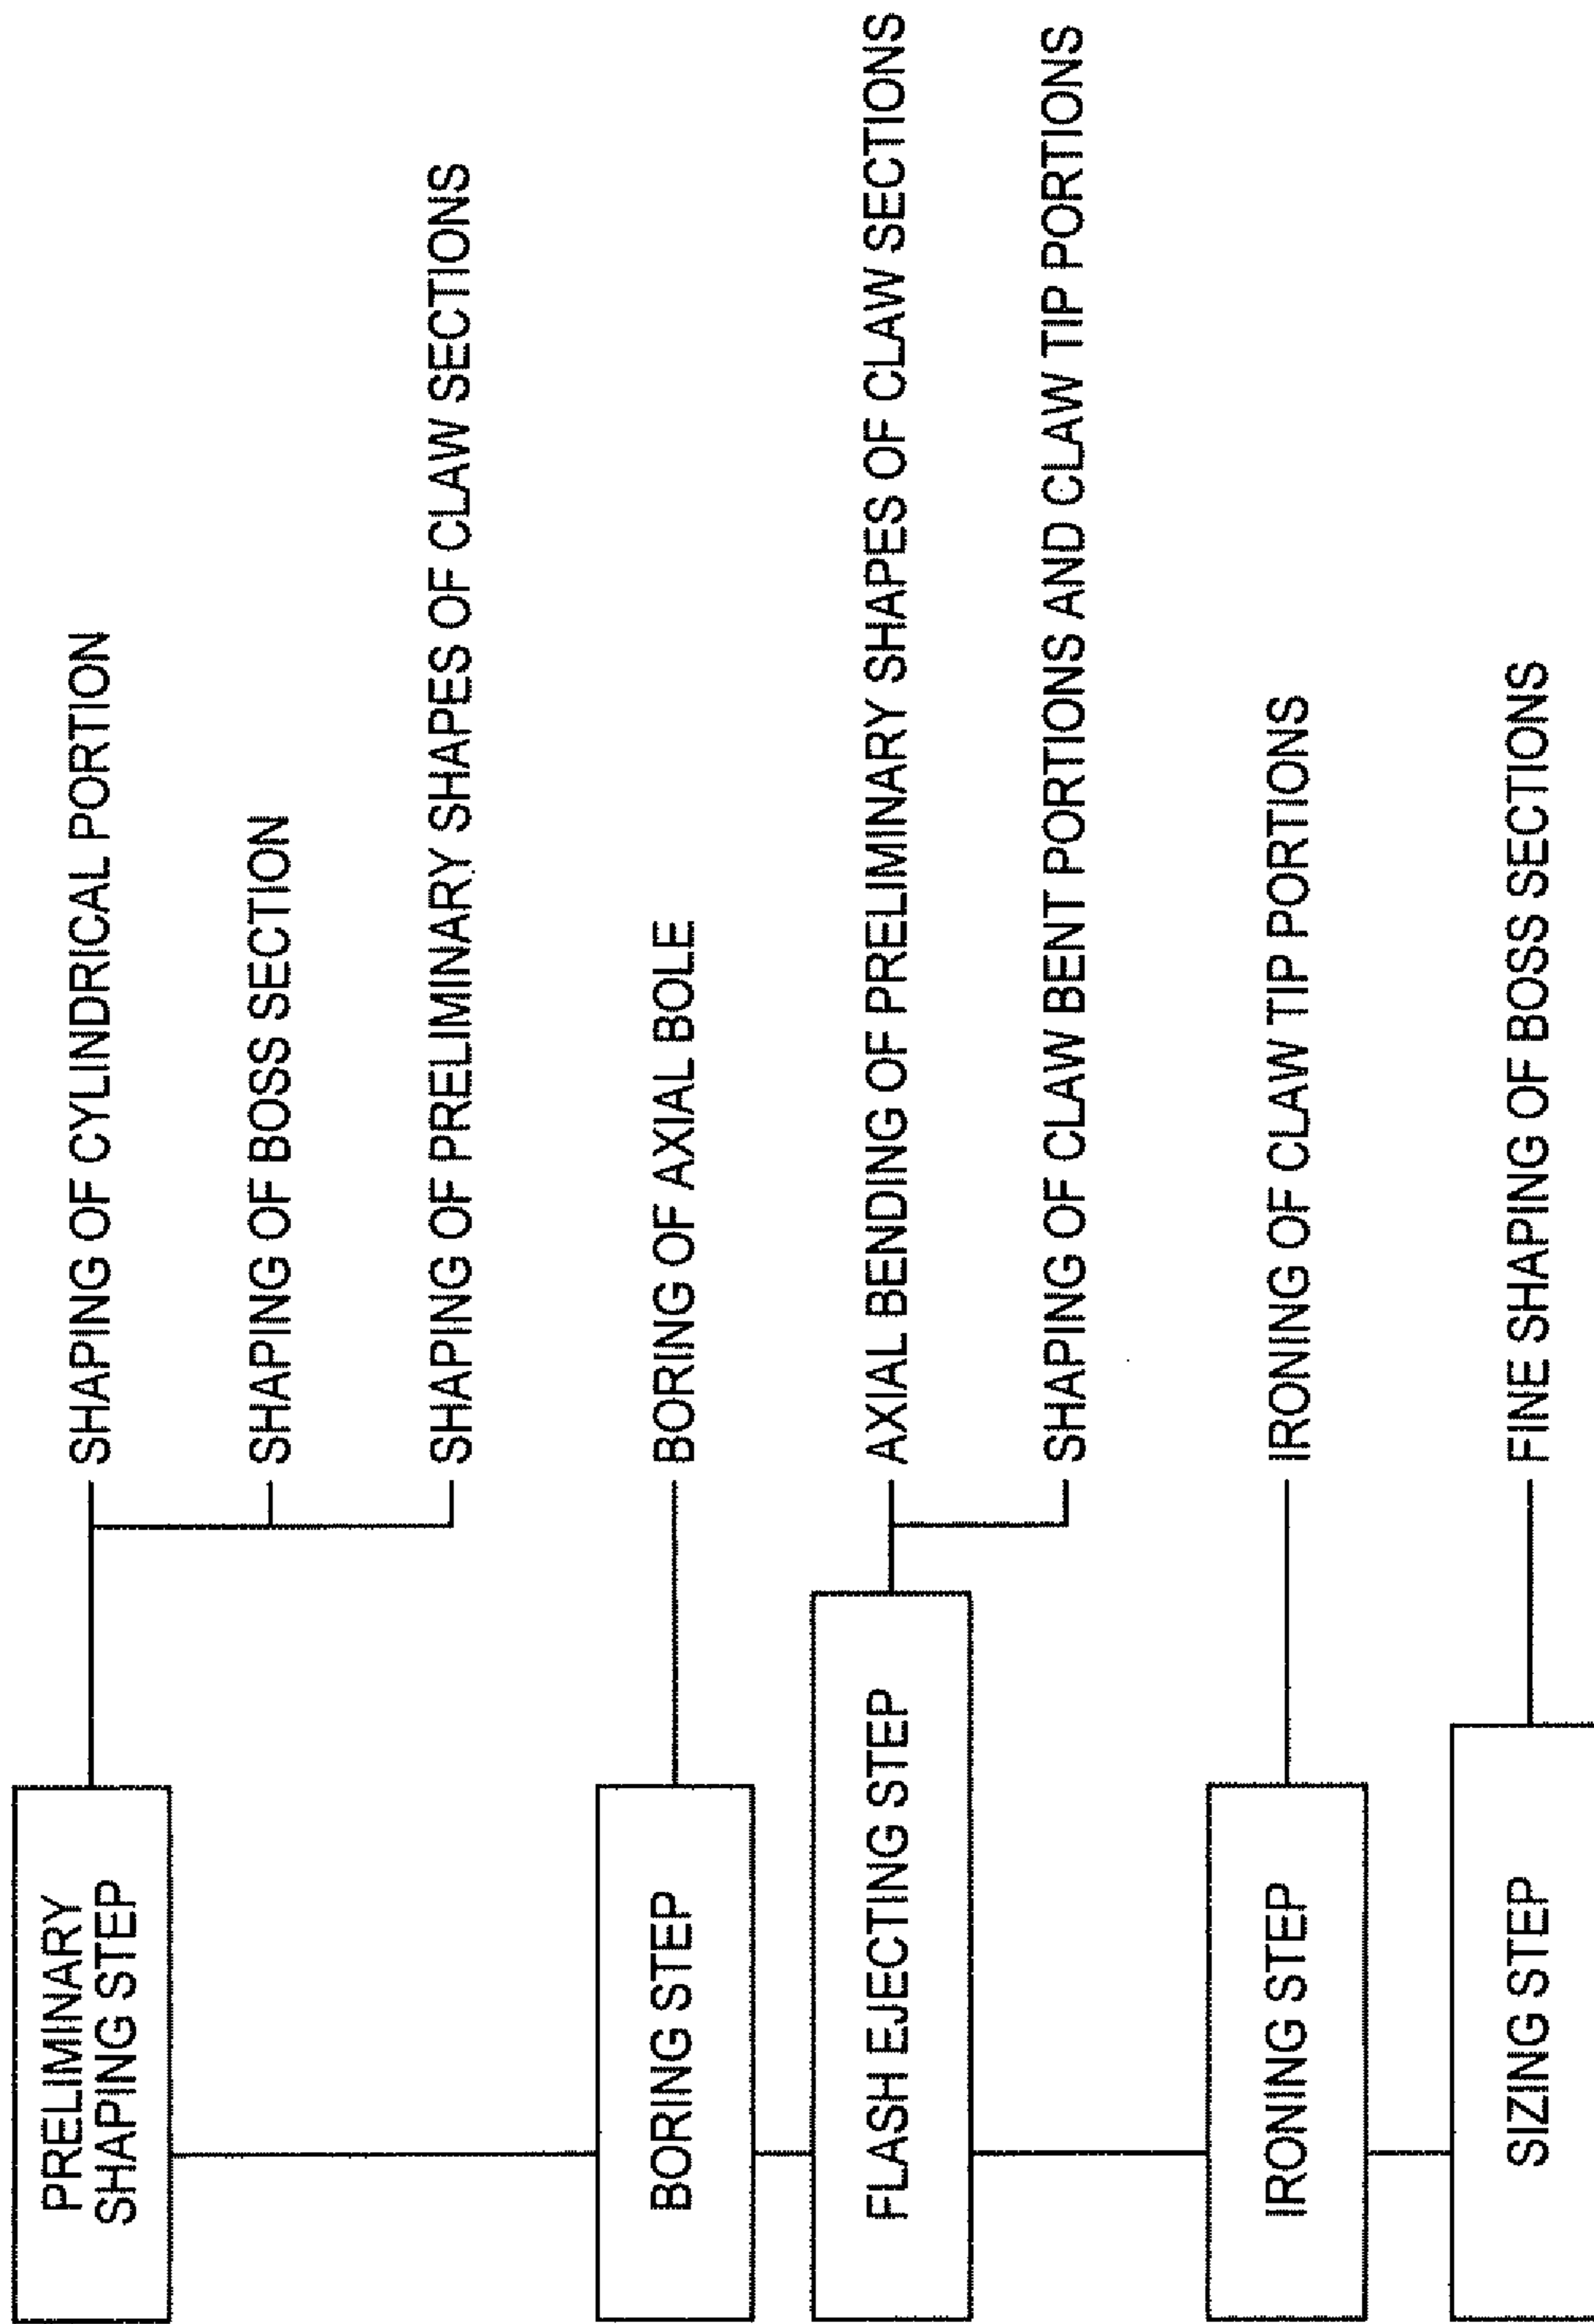 PRELIMINARY
SHAPING STEP
SHAPING OF CYLINDRICAL PORTION
SHAPING OF BOSS SECTION
SHAPING OF PRELIMINARY SHAPES OF CLAW SECTIONS
BORING STEP
BORING OF AXIAL BOLE
FLASH EJECTING STEP
AXIAL BENDING OF PRELIMINARY SHAPES OF CLAW SECTIONS
SHAPING OF CLAW BENT PORTIONS AND CLAW TIP PORTIONS
IRONING STEP
IRONING OF CLAW TIP PORTIONS
SIZING STEP
FINE SHAPING OF BOSS SECTIONS